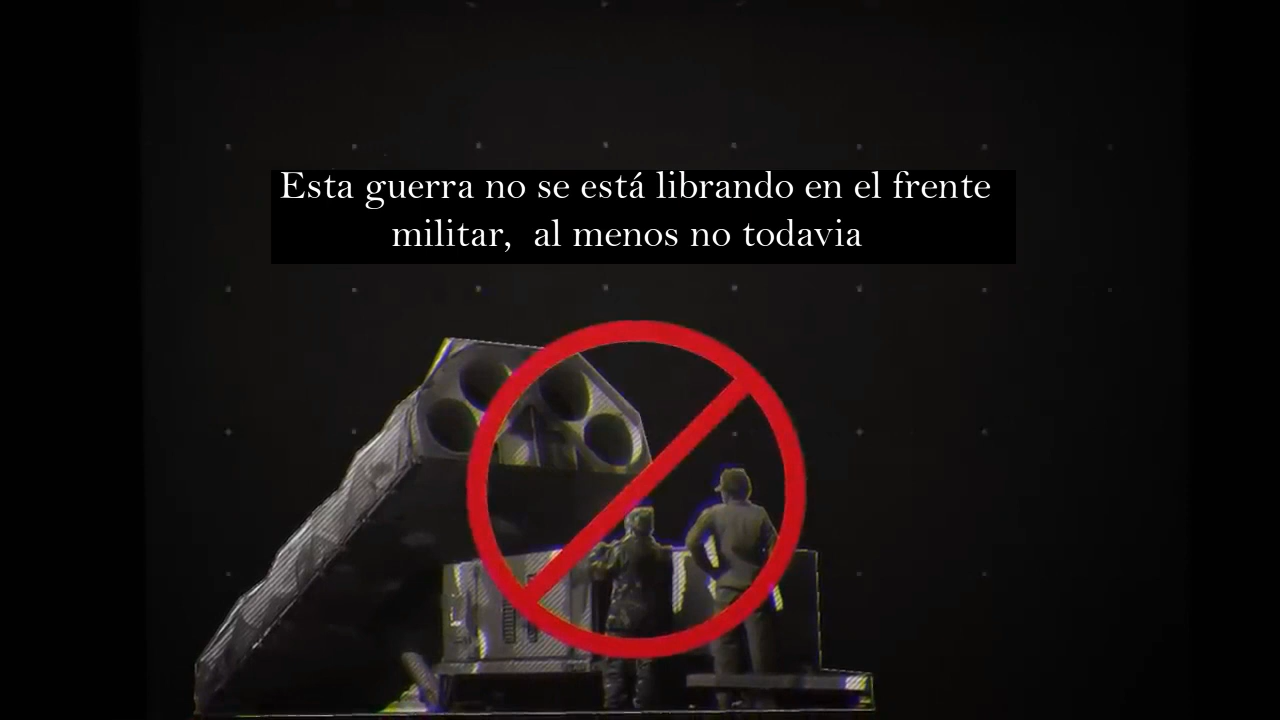 Esta guerra no se está librando en el frente
militar,  al menos no todavia